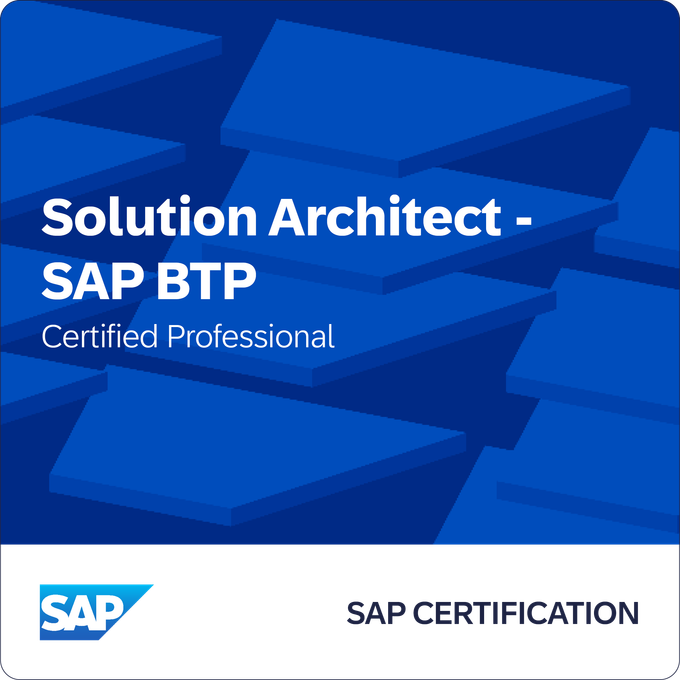 Solution Architect -
SAP BTP
Certified Professional
SAP
SAP CERTIFICATION